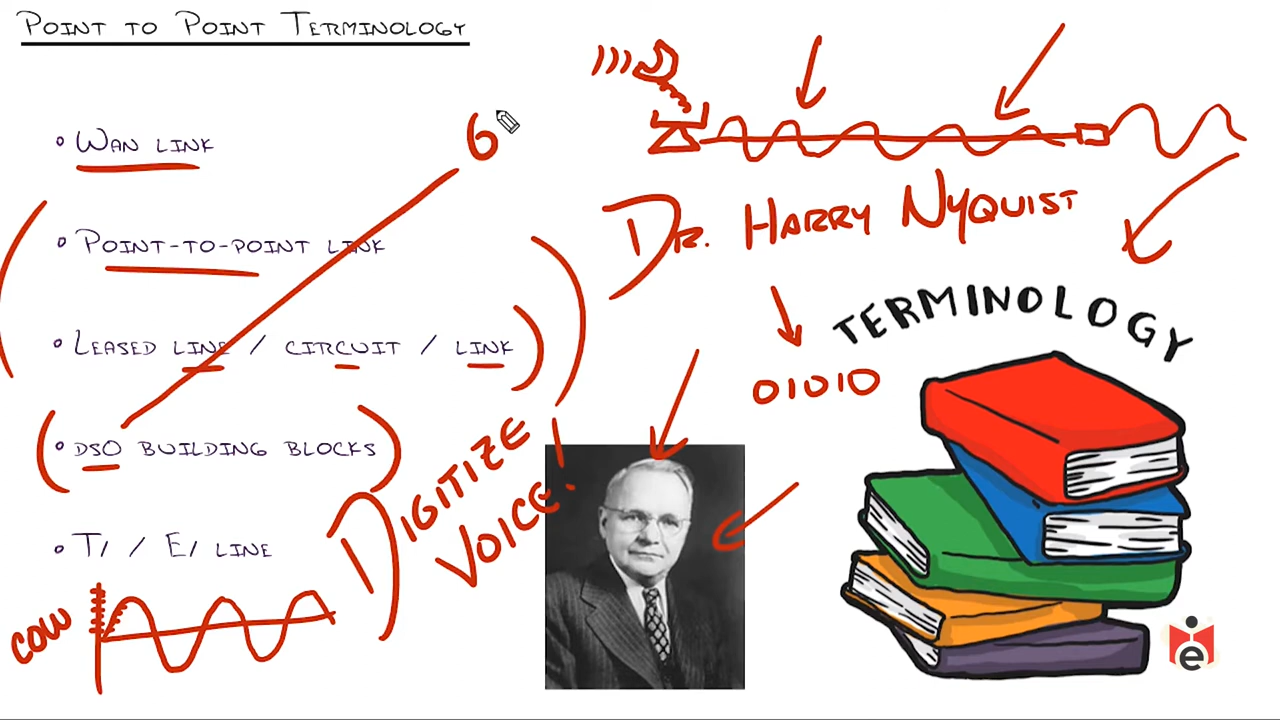 POINT TO POINT TERMINOLOGY
• WAN LINK
• POINT-TO-POINT LINK
• LEASED LINE / CIRCUIT / LINK
• DS0 BUILDING BLOCKS
• T1 / E1 LINE
6
DR. HARRY NYQUIST
TERMINOLOGY
01010
DIGITIZE
VOICE!
COW
e